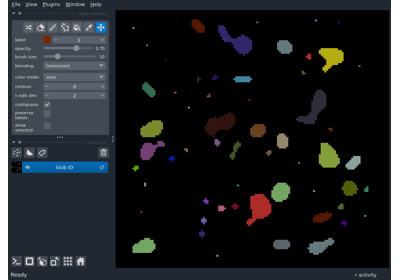 File View Plugins Window Help
label: 1
opacity: 0.70
brush size: 10
blending: translucent
color mode: auto
contour: 0
n edit dim: 2
contiguous: ✓
preserve
labels:
show
selected:
blob ID
Ready
activity